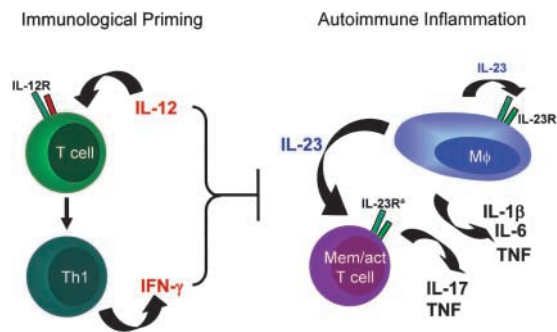 Immunological Priming
Autoimmune Inflammation
IL-12R
IL-12
T cell
Th1
IFN-γ
IL-23
IL-23R
IL-23
Mϕ
IL-23Rª
Mem/act
T cell
IL-1β
IL-6
TNF
IL-17
TNF